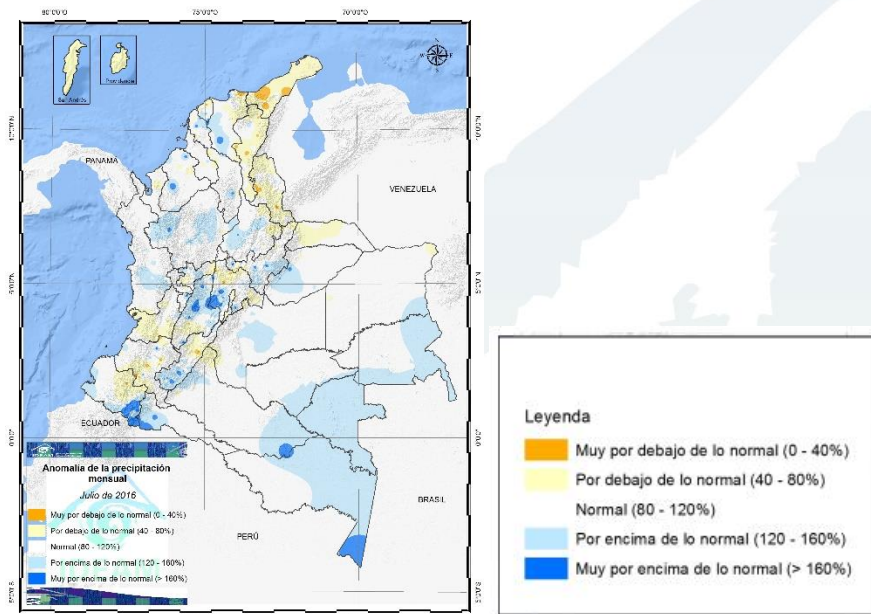 80°0'0"O 75°0'0"O 70°0'0"O
San Andrés
Providencia
N
PANAMÁ
VENEZUELA
ECUADOR
BRASIL
PERÚ
IDEAM
Anomalía de la precipitación
mensual
Julio de 2016
Muy por debajo de lo normal (0 - 40%)
Por debajo de lo normal (40 - 80%)
Normal (80 - 120%)
Por encima de lo normal (120 - 160%)
Muy por encima de lo normal (> 160%)
Leyenda
Muy por debajo de lo normal (0 - 40%)
Por debajo de lo normal (40 - 80%)
Normal (80 - 120%)
Por encima de lo normal (120 - 160%)
Muy por encima de lo normal (> 160%)